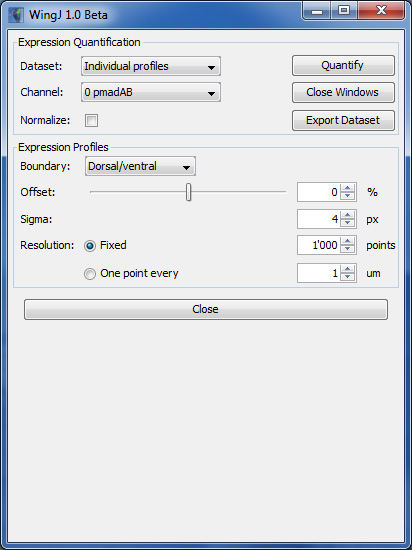 WingJ 1.0 Beta
Expression Quantification
Dataset: Individual profiles Quantify
Channel: 0 pmadAB Close Windows
Normalize: Export Dataset
Expression Profiles
Boundary: Dorsal/ventral
Offset: 0 %
Sigma: 4 px
Resolution: Fixed 1'000 points
One point every 1 um
Close